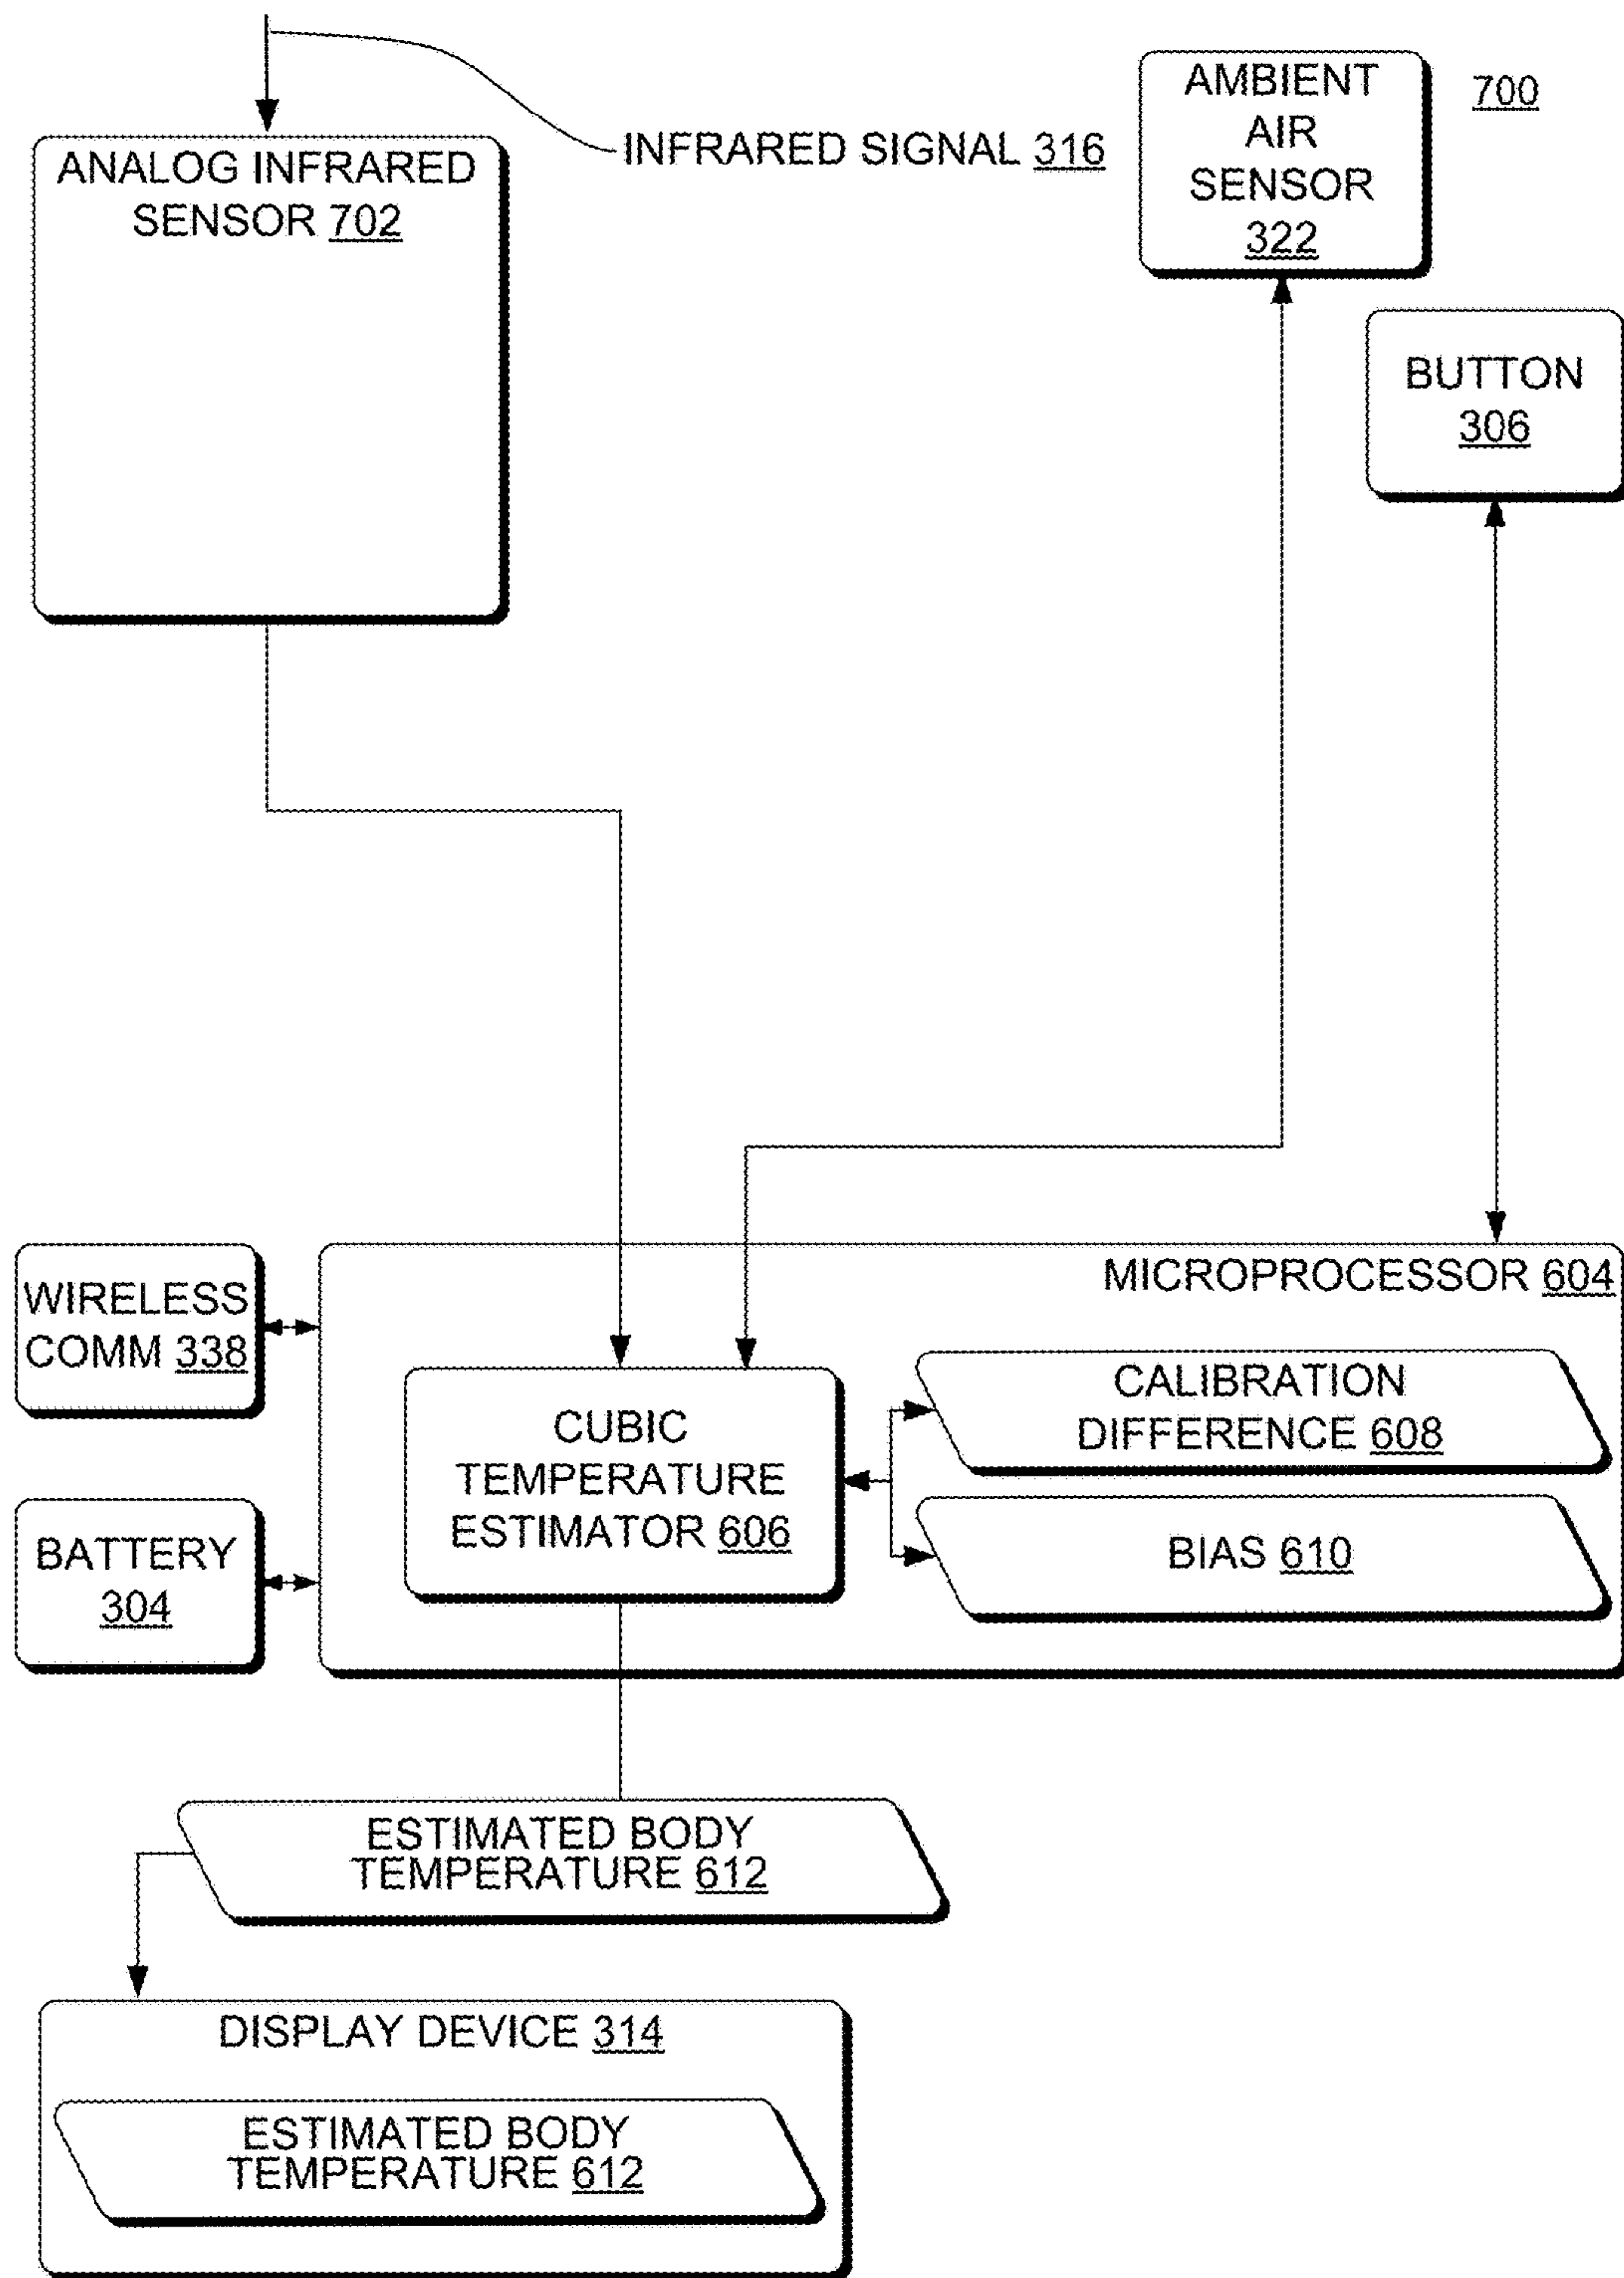 AMBIENT
AIR
SENSOR
322
700
INFRARED SIGNAL 316
ANALOG INFRARED
SENSOR 702
BUTTON
306
MICROPROCESSOR 604
WIRELESS
COMM 338
CALIBRATION
DIFFERENCE 608
CUBIC
TEMPERATURE
ESTIMATOR 606
BIAS 610
BATTERY
304
ESTIMATED BODY
TEMPERATURE 612
DISPLAY DEVICE 314
ESTIMATED BODY
TEMPERATURE 612